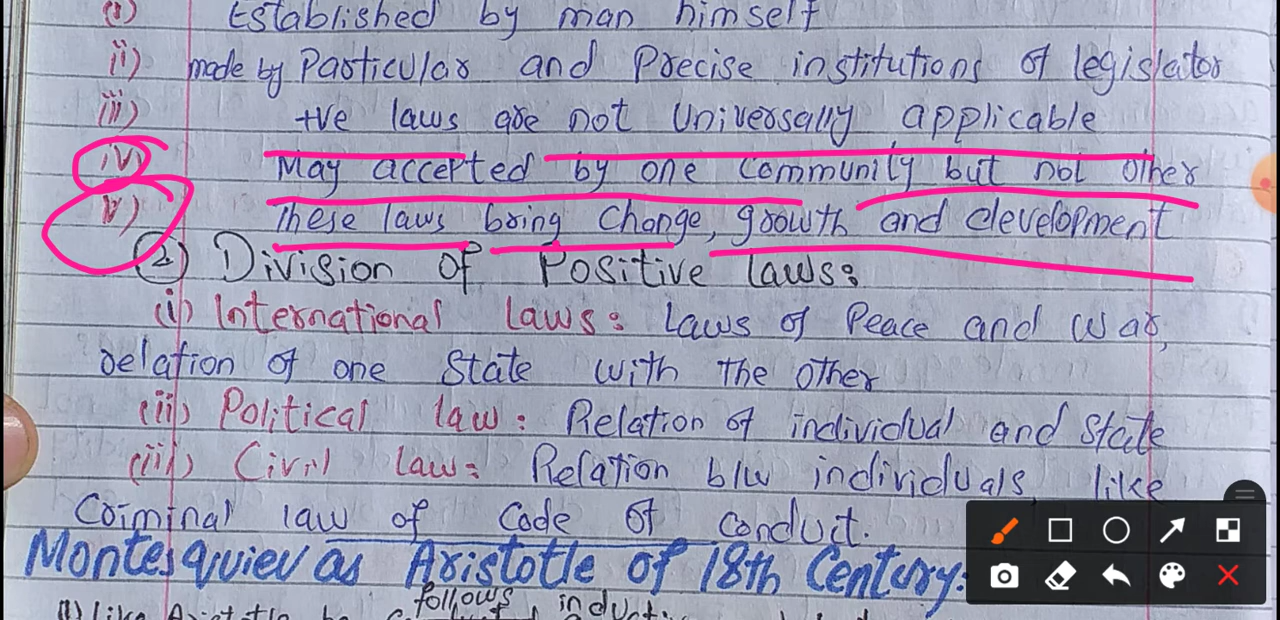 (i) Established by man himself
ii) made by Particular and Precise institutions of legislator
iii) +ve laws are not Universally applicable
iv) May accepted by one Community but not other
v) These laws bring Change, growth and development
(2) Division of Positive laws:
(i) International laws: Laws of Peace and War,
relation of one State with the other
(ii) Political law: Relation of individual and State
(iii) Civil law: Relation b/w individuals, like
Criminal law of Code of Conduct.
Montesquieu as Aristotle of 18th Century:
follows
(1) like he